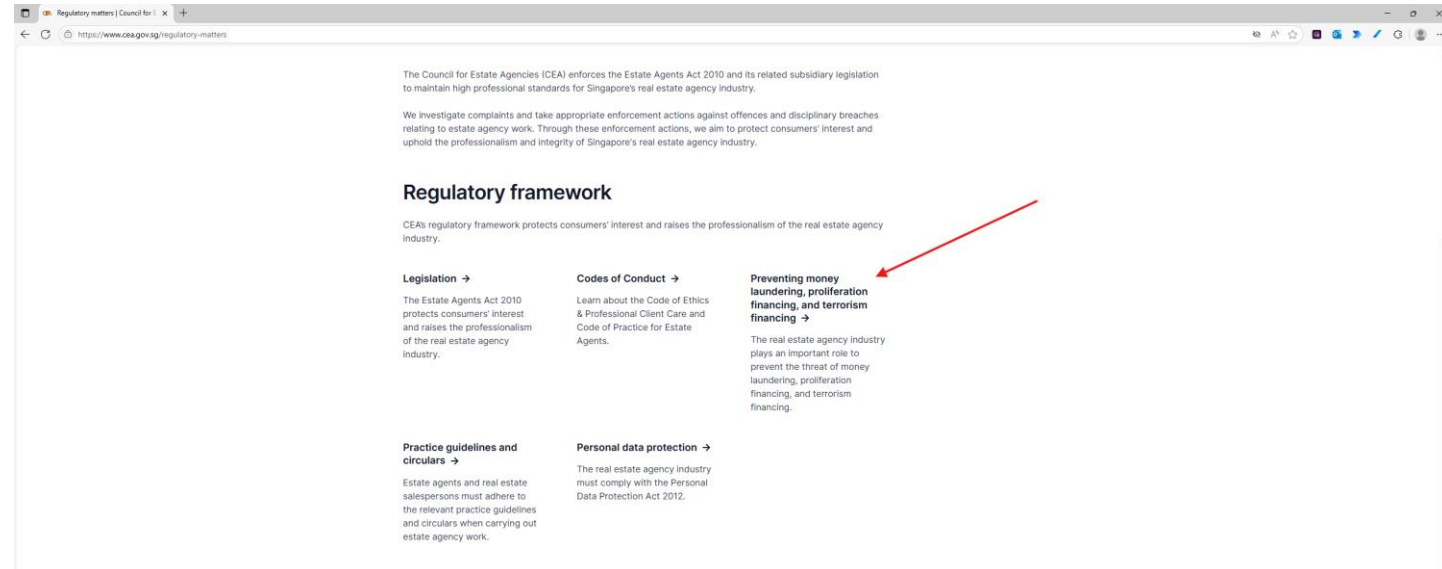 Regulatory matters | Council for E
https://www.cea.gov.sg/regulatory-matters
The Council for Estate Agencies (CEA) enforces the Estate Agents Act 2010 and its related subsidiary legislation
to maintain high professional standards for Singapore's real estate agency industry.
We investigate complaints and take appropriate enforcement actions against offences and disciplinary breaches
relating to estate agency work. Through these enforcement actions, we aim to protect consumers' interest and
uphold the professionalism and integrity of Singapore's real estate agency industry.
Regulatory framework
CEA's regulatory framework protects consumers' interest and raises the professionalism of the real estate agency
industry.
Legislation →
The Estate Agents Act 2010
protects consumers' interest
and raises the professionalism
of the real estate agency
industry.
Codes of Conduct →
Learn about the Code of Ethics
& Professional Client Care and
Code of Practice for Estate
Agents.
Preventing money
laundering, proliferation
financing, and terrorism
financing →
The real estate agency industry
plays an important role to
prevent the threat of money
laundering, proliferation
financing, and terrorism
financing.
Practice guidelines and
circulars →
Estate agents and real estate
salespersons must adhere to
the relevant practice guidelines
and circulars when carrying out
estate agency work.
Personal data protection →
The real estate agency industry
must comply with the Personal
Data Protection Act 2012.